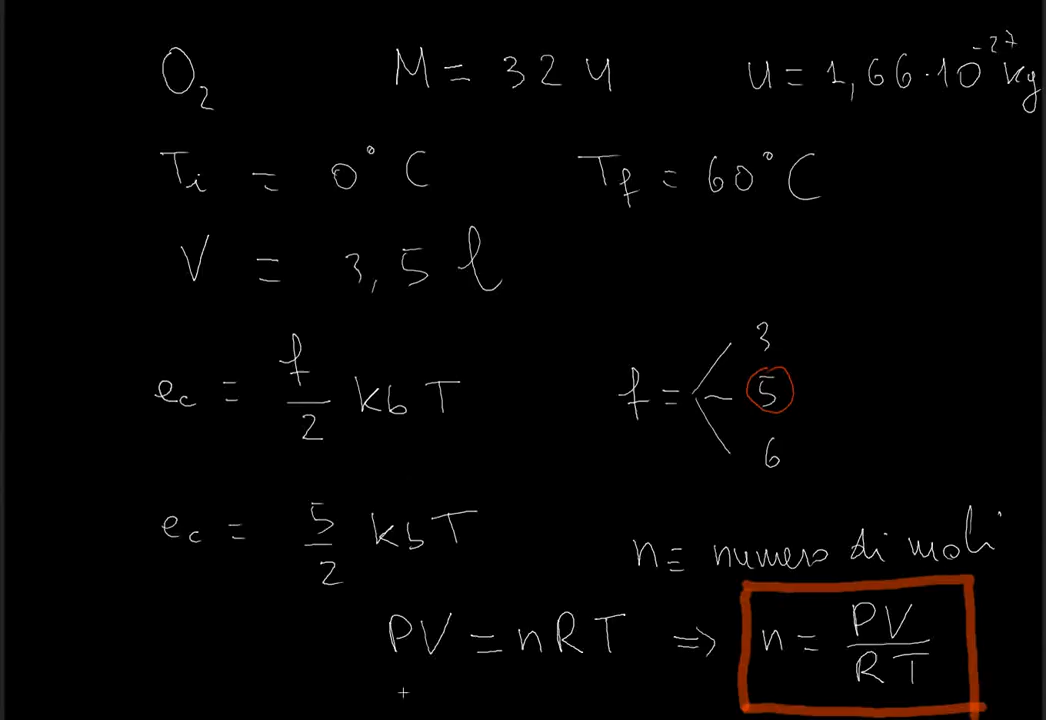 O₂ M = 32 u u = 1,66·10⁻²⁷ kg
Ti = 0°C Tf = 60°C
V = 3,5 l
ec = f/2 kb T f = 3 5 6
ec = 5/2 kb T
n = numero di moli
PV = nRT ⇒ n = PV/RT